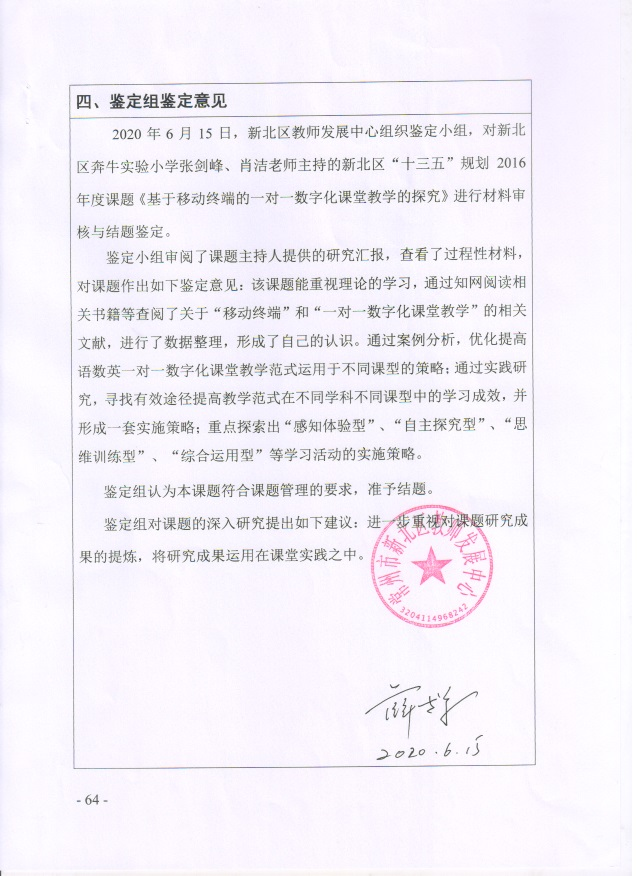 四、鉴定组鉴定意见
2020 年 6 月 15 日，新北区教师发展中心组织鉴定小组，对新北
区奔牛实验小学张剑峰、肖洁老师主持的新北区“十三五”规划 2016
年度课题《基于移动终端的一对一数字化课堂教学的探究》进行材料审
核与结题鉴定。
鉴定小组审阅了课题主持人提供的研究汇报，查看了过程性材料，
对课题作出如下鉴定意见：该课题能重视理论的学习，通过知网阅读相
关书籍等查阅了关于“移动终端”和“一对一数字化课堂教学”的相关
文献，进行了数据整理，形成了自己的认识。通过案例分析，优化提高
语数英一对一数字化课堂教学范式运用于不同课型的策略；通过实践研
究，寻找有效途径提高教学范式在不同学科不同课型中的学习成效，并
形成一套实施策略；重点探索出“感知体验型”、“自主探究型”、“思
维训练型”、“综合运用型”等学习活动的实施策略。
鉴定组认为本课题符合课题管理的要求，准予结题。
鉴定组对课题的深入研究提出如下建议：进一步重视对课题研究成
果的提炼，将研究成果运用在课堂实践之中。
常州市新北区教师发展中心
3204114968242
2020.6.15
- 64 -